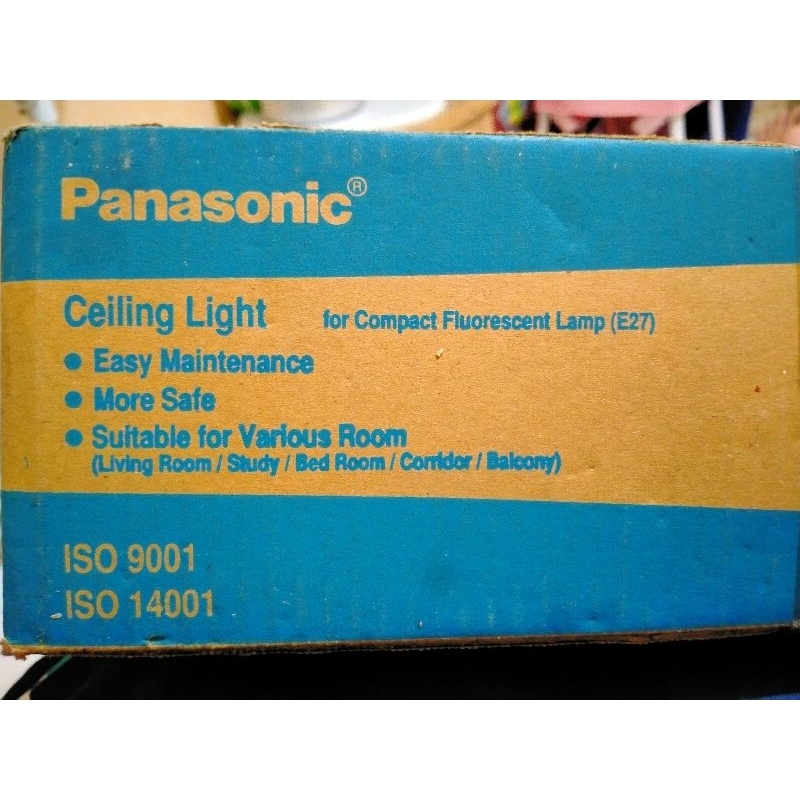 Panasonic®
Ceiling Light for Compact Fluorescent Lamp (E27)
• Easy Maintenance
• More Safe
• Suitable for Various Room
(Living Room / Study / Bed Room / Corridor / Balcony)
ISO 9001
ISO 14001